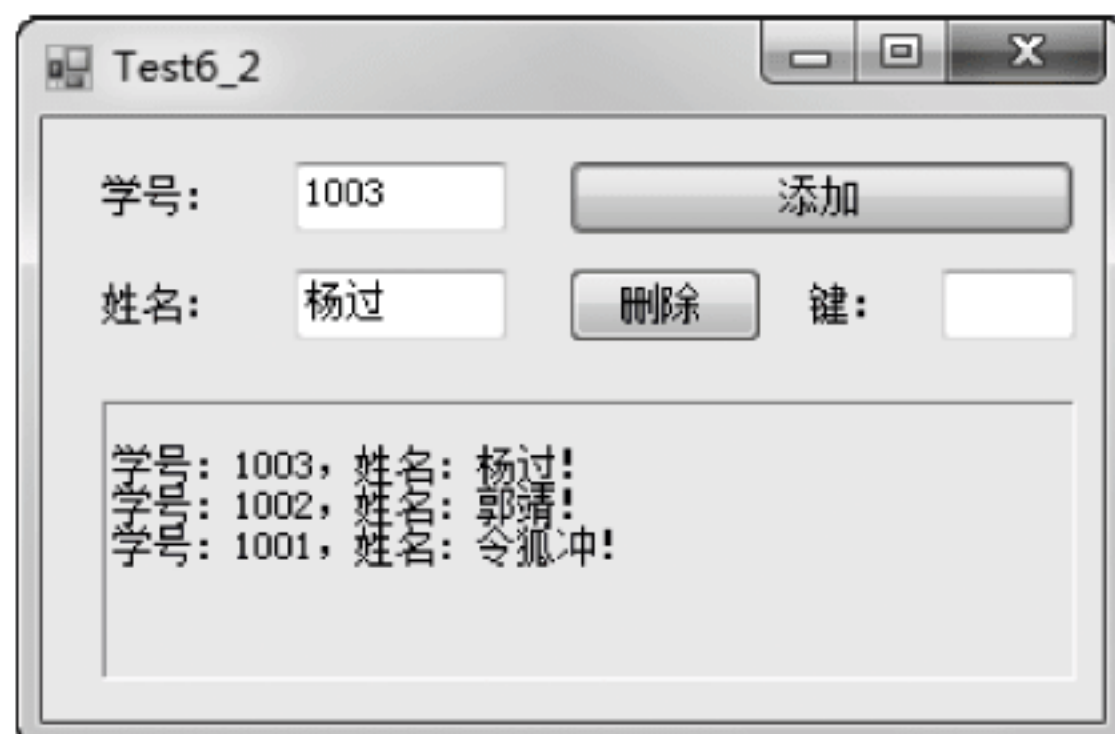 Test6_2
学号： 1003 添加
姓名： 杨过 删除 键：
学号：1003，姓名：杨过！
学号：1002，姓名：郭靖！
学号：1001，姓名：令狐冲！